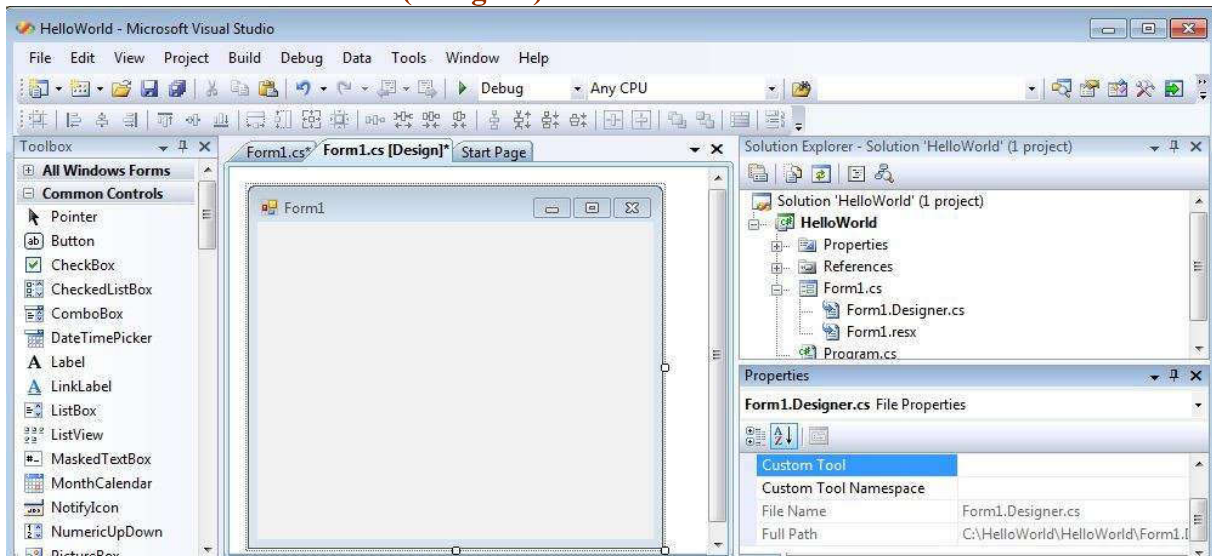 HelloWorld - Microsoft Visual Studio
File Edit View Project Build Debug Data Tools Window Help
Debug Any CPU
Toolbox
All Windows Forms
Common Controls
Pointer
Button
CheckBox
CheckedListBox
ComboBox
DateTimePicker
A Label
A LinkLabel
ListBox
ListView
MaskedTextBox
MonthCalendar
NotifyIcon
NumericUpDown
PictureBox
Form1.cs* Form1.cs [Design]* Start Page
Form1
Solution Explorer - Solution 'HelloWorld' (1 project)
Solution 'HelloWorld' (1 project)
HelloWorld
Properties
References
Form1.cs
Form1.Designer.cs
Form1.resx
Program.cs
Properties
Form1.Designer.cs File Properties
Custom Tool
Custom Tool Namespace
File Name Form1.Designer.cs
Full Path C:\HelloWorld\HelloWorld\Form1.